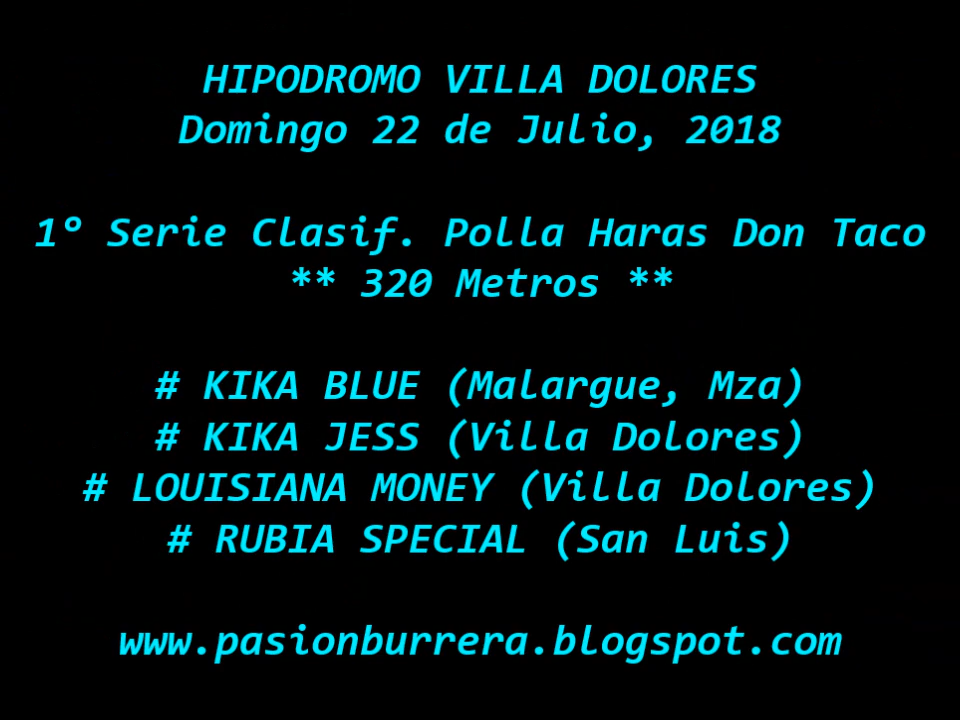 HIPODROMO VILLA DOLORES
Domingo 22 de Julio, 2018
1° Serie Clasif. Polla Haras Don Taco
** 320 Metros **
# KIKA BLUE (Malargue, Mza)
# KIKA JESS (Villa Dolores)
# LOUISIANA MONEY (Villa Dolores)
# RUBIA SPECIAL (San Luis)
www.pasionburrera.blogspot.com